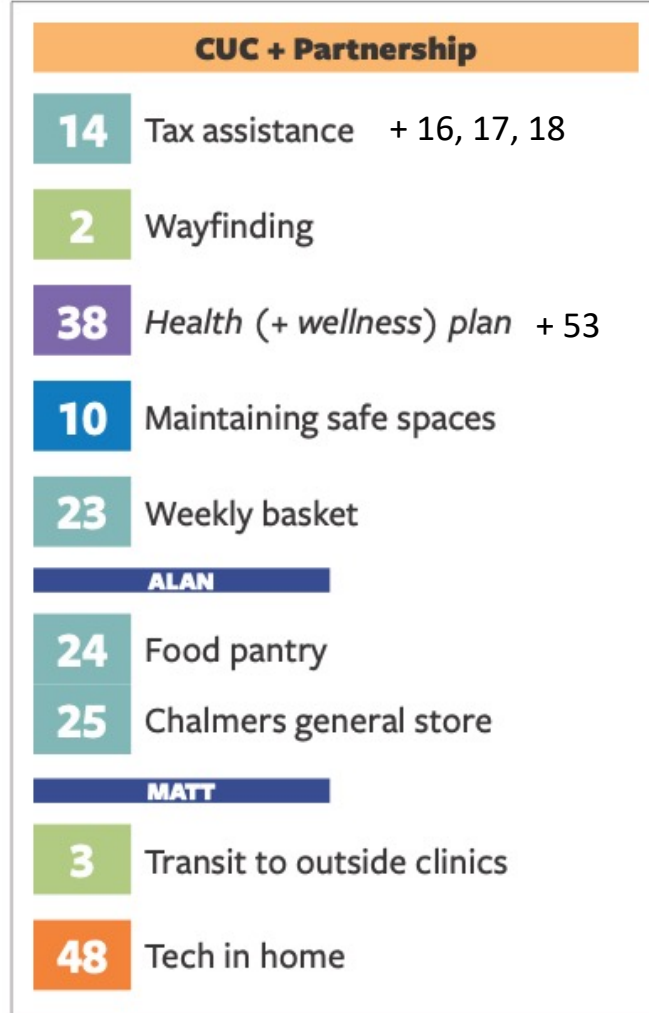 CUC + Partnership
14 Tax assistance + 16, 17, 18
2 Wayfinding
38 Health (+ wellness) plan + 53
10 Maintaining safe spaces
23 Weekly basket
ALAN
24 Food pantry
25 Chalmers general store
MATT
3 Transit to outside clinics
48 Tech in home